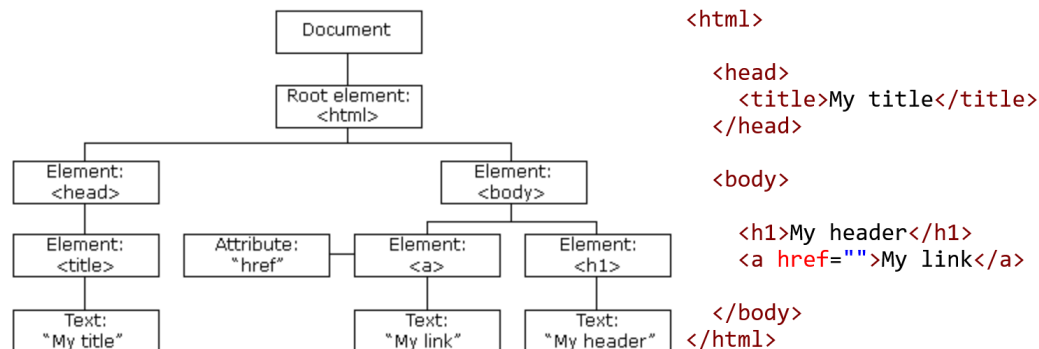 Document
Root element:
<html>
Element:
<head>
Element:
<body>
Element:
<title>
Attribute:
“href”
Element:
<a>
Element:
<h1>
Text:
“My title”
Text:
“My link”
Text:
“My header”
<html>
<head>
<title>My title</title>
</head>
<body>
<h1>My header</h1>
<a href="">My link</a>
</body>
</html>